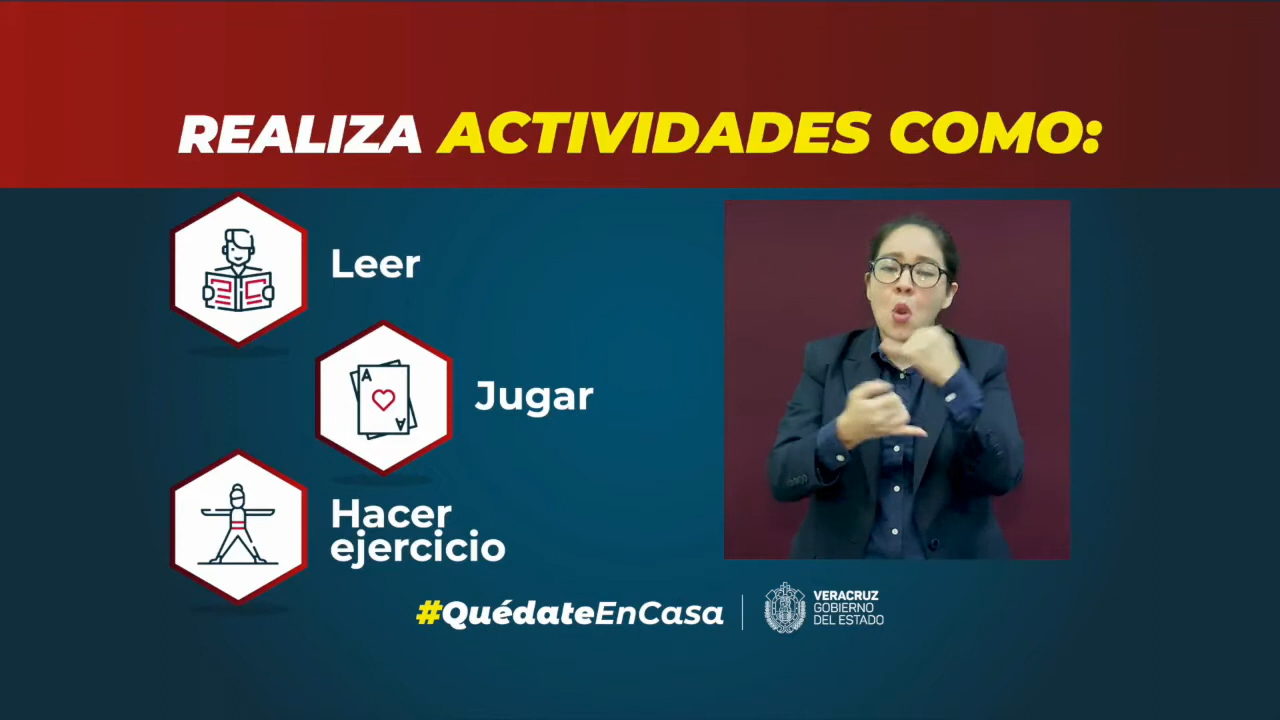 REALIZA ACTIVIDADES COMO:
Leer
Jugar
Hacer
ejercicio
#QuédateEnCasa
VERACRUZ
GOBIERNO
DEL ESTADO